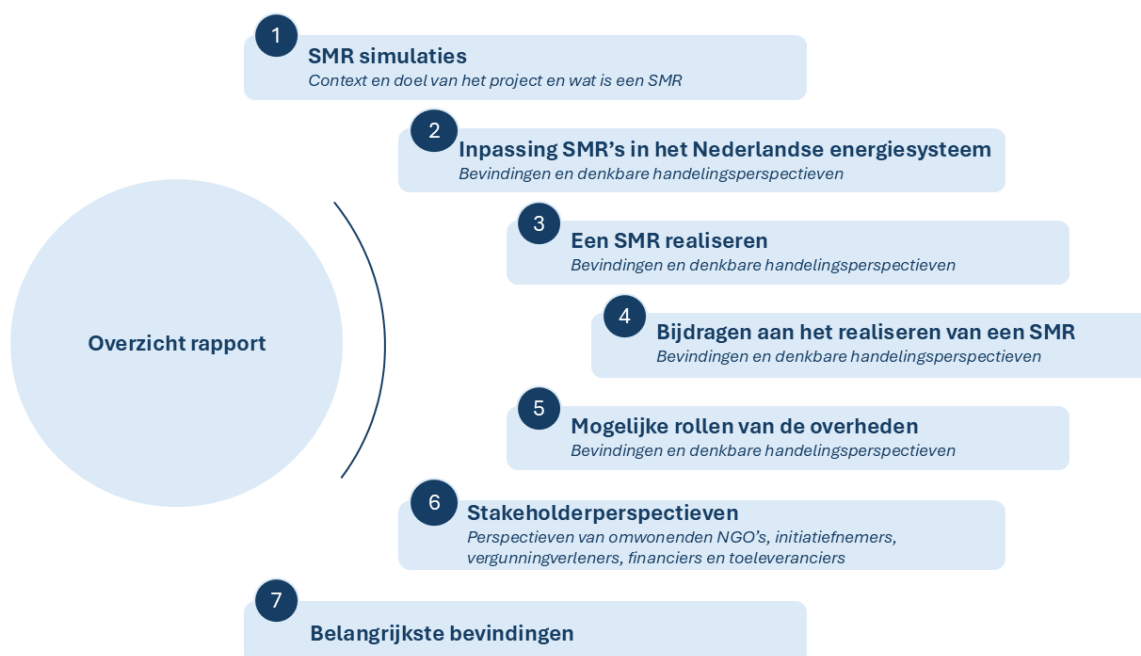 1
SMR simulaties
Context en doel van het project en wat is een SMR
2
Inpassing SMR’s in het Nederlandse energiesysteem
Bevindingen en denkbare handelingsperspectieven
3
Een SMR realiseren
Bevindingen en denkbare handelingsperspectieven
Overzicht rapport
4
Bijdragen aan het realiseren van een SMR
Bevindingen en denkbare handelingsperspectieven
5
Mogelijke rollen van de overheden
Bevindingen en denkbare handelingsperspectieven
6
Stakeholderperspectieven
Perspectieven van omwonenden NGO’s, initiatiefnemers,
vergunningverleners, financiers en toeleveranciers
7
Belangrijkste bevindingen